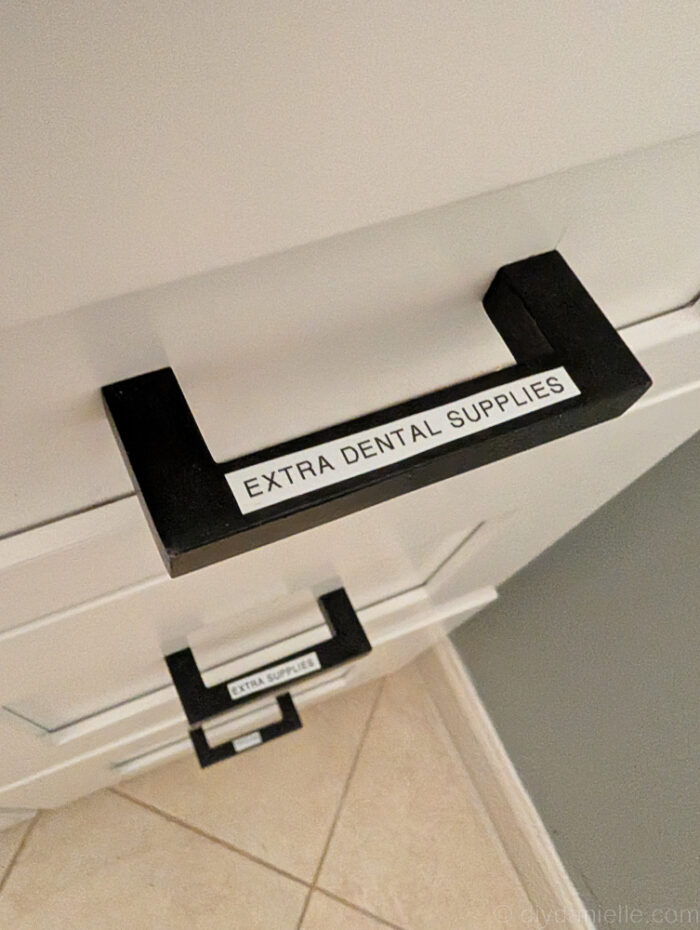 EXTRA DENTAL SUPPLIES
EXTRA SUPPLIES
© diydanielle.com